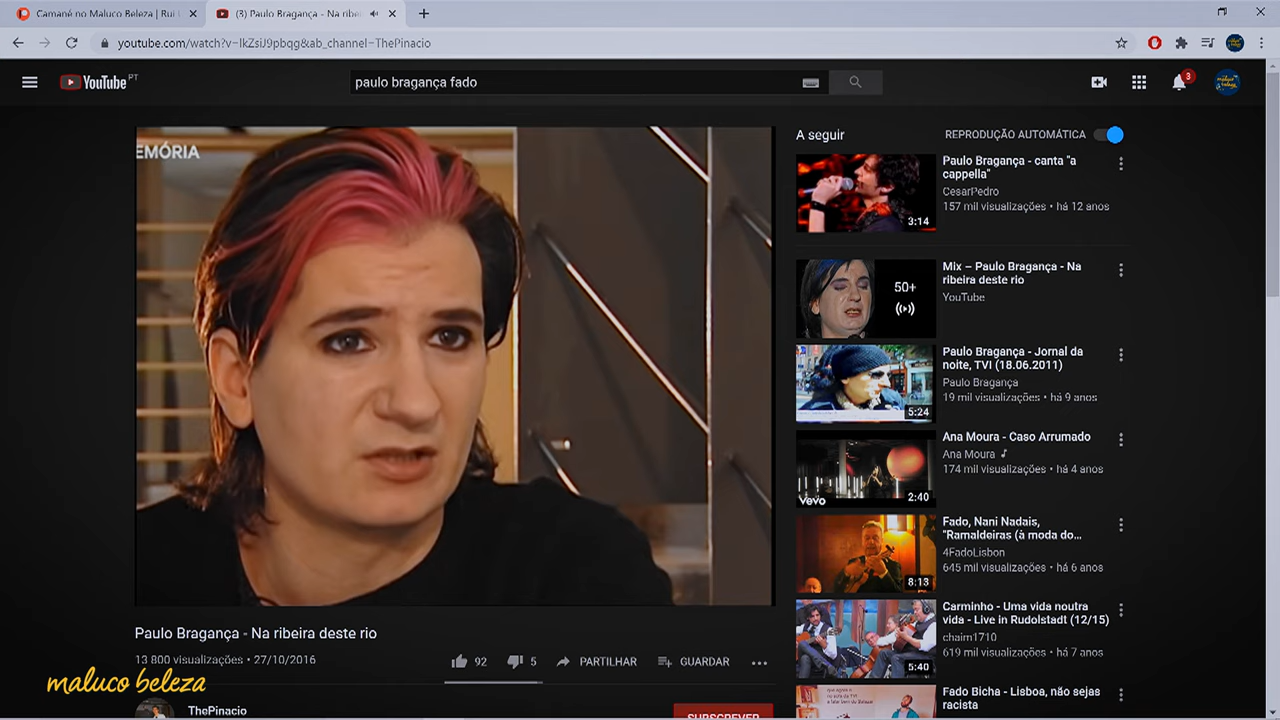 Camané no Maluco Beleza | Rui
(3) Paulo Bragança - Na ribei
youtube.com/watch?v=IkZsiJ9pbqg&ab_channel=ThePinacio
YouTube PT
paulo bragança fado
3
EMÓRIA
Paulo Bragança - Na ribeira deste rio
13 800 visualizações • 27/10/2016
92
5
PARTILHAR
GUARDAR
maluco beleza
ThePinacio
SUBSCREVER
A seguir
REPRODUÇÃO AUTOMÁTICA
Paulo Bragança - canta "a
cappella"
CesarPedro
157 mil visualizações • há 12 anos
3:14
Mix – Paulo Bragança - Na
ribeira deste rio
YouTube
50+
Paulo Bragança - Jornal da
noite, TVI (18.06.2011)
Paulo Bragança
19 mil visualizações • há 9 anos
5:24
Ana Moura - Caso Arrumado
Ana Moura
174 mil visualizações • há 4 anos
vevo
2:40
Fado, Nani Nadais,
"Ramaldeiras (à moda do...
4FadoLisbon
645 mil visualizações • há 6 anos
8:13
Carminho - Uma vida noutra
vida - Live in Rudolstadt (12/15)
chaim1710
619 mil visualizações • há 7 anos
5:40
Fado Bicha - Lisboa, não sejas
racista